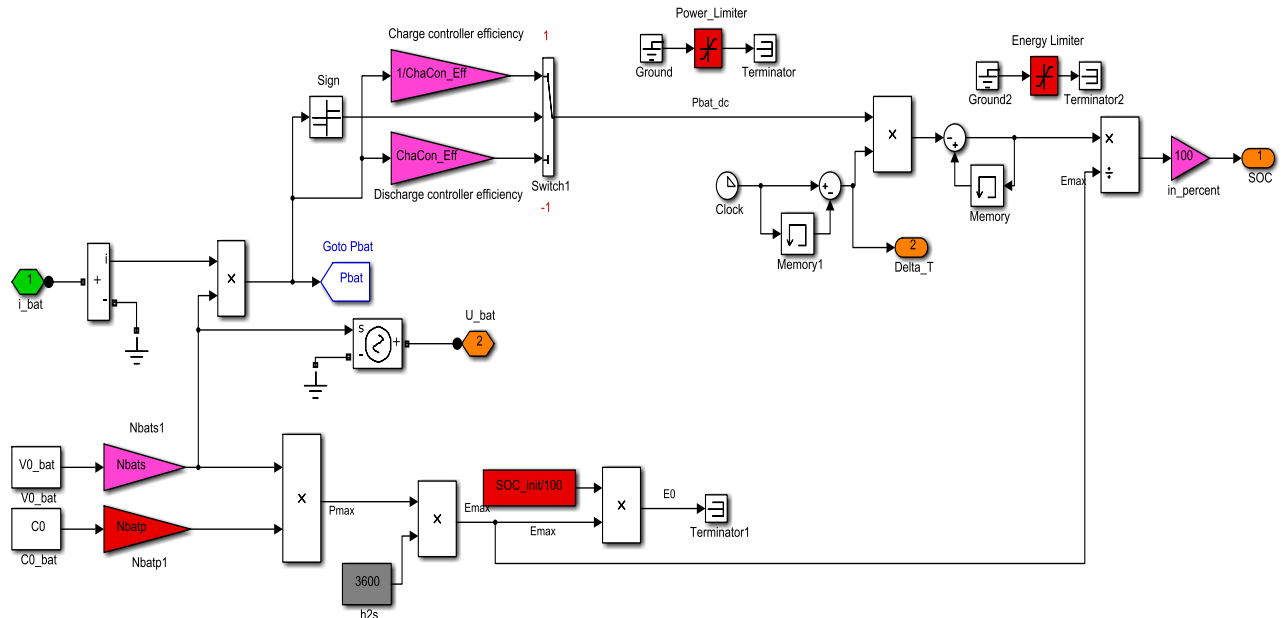 Power_Limiter
Charge controller efficiency
1
Energy Limiter
Ground
Terminator
1/ChaCon_Eff
Sign
Ground2
Terminator2
Pbat_dc
X
ChaCon_Eff
Discharge controller efficiency
Switch1
-1
-
+
X
÷
Emax
100
in_percent
1
SOC
Memory
Clock
+
-
Memory1
2
Delta_T
1
i_bat
i
+
-
X
Goto Pbat
Pbat
U_bat
s
+
-
2
Nbats1
V0_bat
V0_bat
Nbats
C0
C0_bat
Nbatp
Nbatp1
X
Pmax
X
Emax
SOC_init/100
Emax
X
E0
Terminator1
3600
h2s